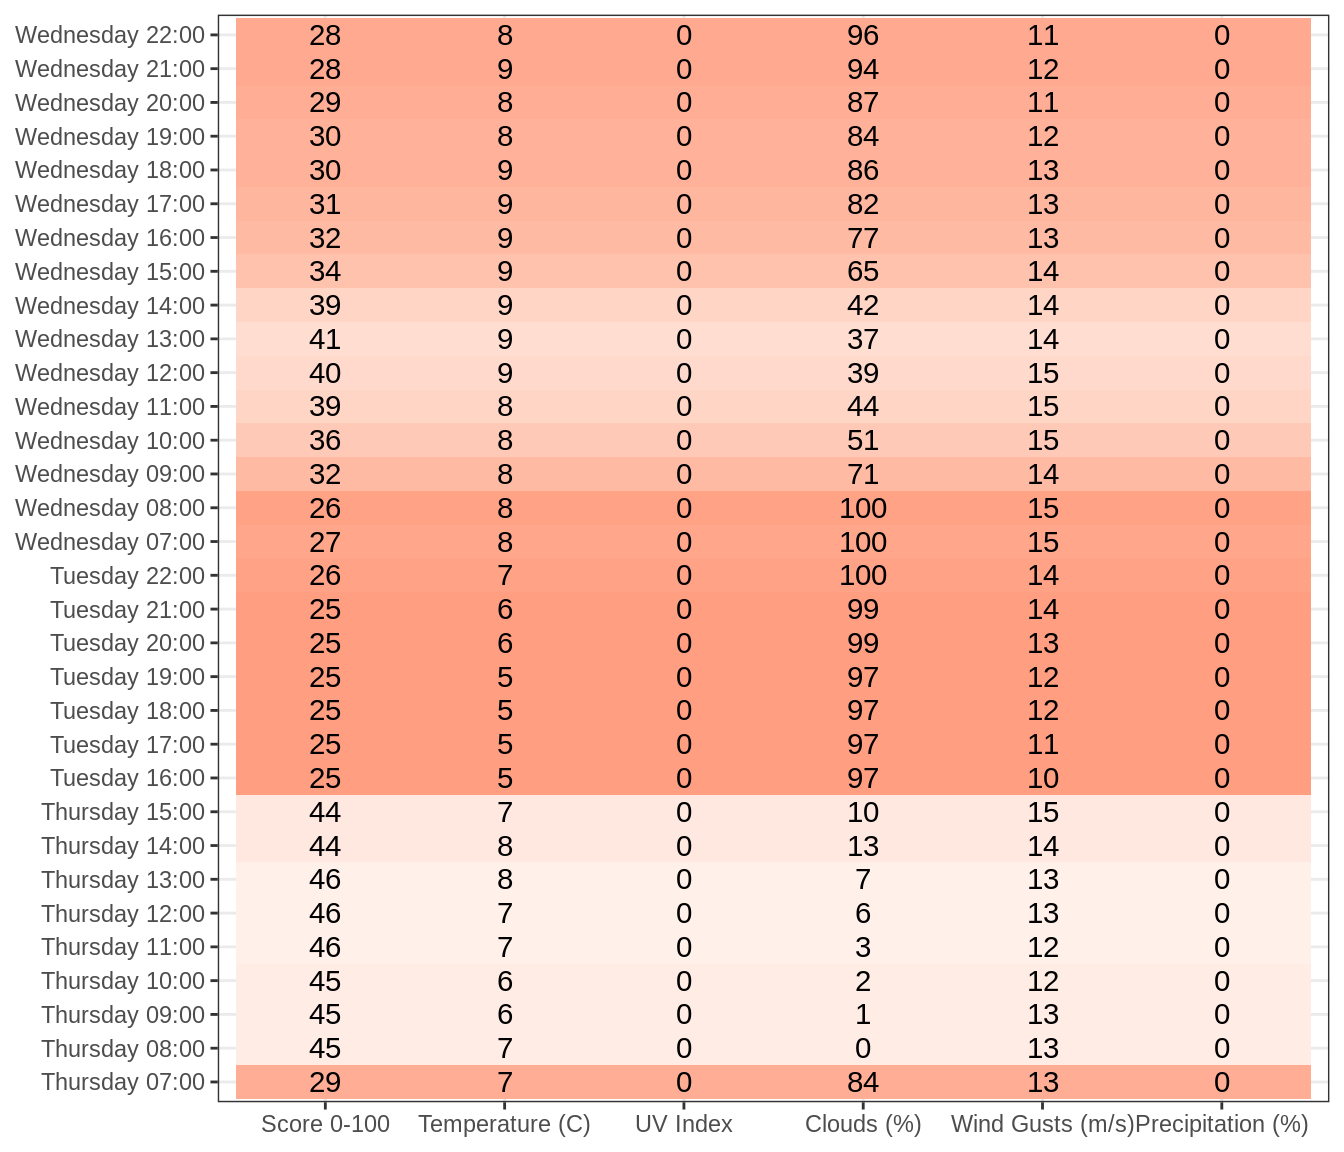 Wednesday 22:00 28 8 0 96 11 0
Wednesday 21:00 28 9 0 94 12 0
Wednesday 20:00 29 8 0 87 11 0
Wednesday 19:00 30 8 0 84 12 0
Wednesday 18:00 30 9 0 86 13 0
Wednesday 17:00 31 9 0 82 13 0
Wednesday 16:00 32 9 0 77 13 0
Wednesday 15:00 34 9 0 65 14 0
Wednesday 14:00 39 9 0 42 14 0
Wednesday 13:00 41 9 0 37 14 0
Wednesday 12:00 40 9 0 39 15 0
Wednesday 11:00 39 8 0 44 15 0
Wednesday 10:00 36 8 0 51 15 0
Wednesday 09:00 32 8 0 71 14 0
Wednesday 08:00 26 8 0 100 15 0
Wednesday 07:00 27 8 0 100 15 0
Tuesday 22:00 26 7 0 100 14 0
Tuesday 21:00 25 6 0 99 14 0
Tuesday 20:00 25 6 0 99 13 0
Tuesday 19:00 25 5 0 97 12 0
Tuesday 18:00 25 5 0 97 12 0
Tuesday 17:00 25 5 0 97 11 0
Tuesday 16:00 25 5 0 97 10 0
Thursday 15:00 44 7 0 10 15 0
Thursday 14:00 44 8 0 13 14 0
Thursday 13:00 46 8 0 7 13 0
Thursday 12:00 46 7 0 6 13 0
Thursday 11:00 46 7 0 3 12 0
Thursday 10:00 45 6 0 2 12 0
Thursday 09:00 45 6 0 1 13 0
Thursday 08:00 45 7 0 0 13 0
Thursday 07:00 29 7 0 84 13 0
Score 0-100 Temperature (C) UV Index Clouds (%) Wind Gusts (m/s) Precipitation (%)